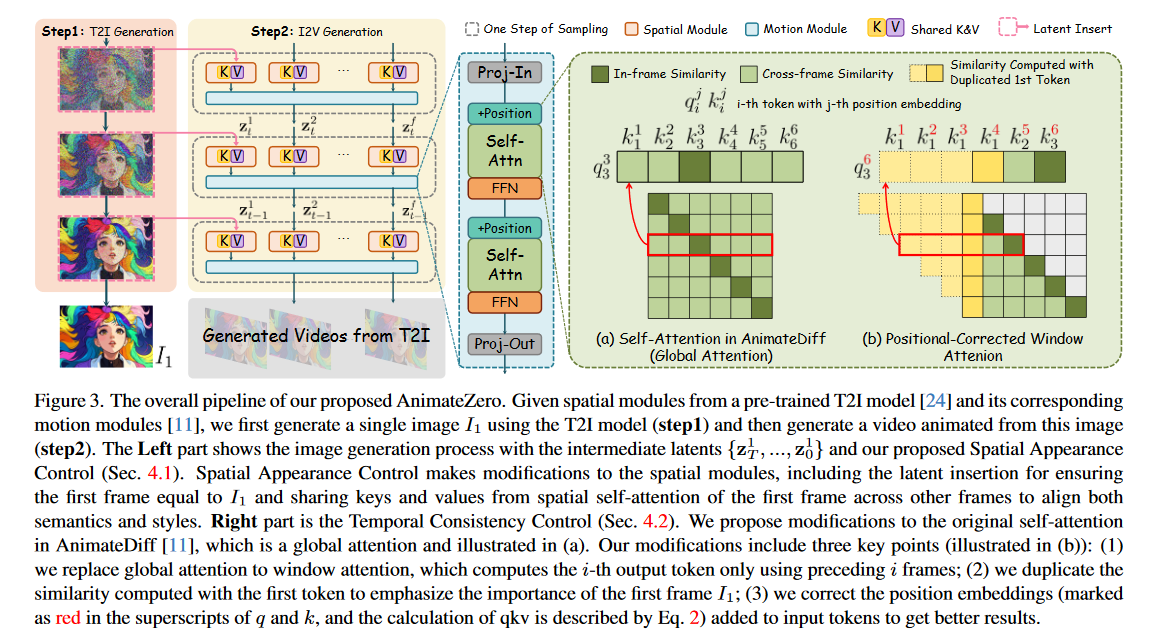 Step1: T2I Generation
Step2: I2V Generation
One Step of Sampling
Spatial Module
Motion Module
K V Shared K&V
Latent Insert
K V K V ... K V
z_t^1 z_t^2 z_t^f
K V K V ... K V
z_{t-1}^1 z_{t-1}^2 z_{t-1}^f
K V K V ... K V
Generated Videos from T2I
I_1
Proj-In
+Position
Self-
Attn
FFN
+Position
Self-
Attn
FFN
Proj-Out
In-frame Similarity
Cross-frame Similarity
Similarity Computed with
Duplicated 1st Token
q_i^j k_i^j i-th token with j-th position embedding
k_1^1 k_2^2 k_3^3 k_4^4 k_5^5 k_6^6
q_3^3
(a) Self-Attention in AnimateDiff
(Global Attention)
k_1^1 k_1^2 k_1^3 k_1^4 k_2^5 k_3^6
q_3^6
(b) Positional-Corrected Window
Attenion
Figure 3. The overall pipeline of our proposed AnimateZero. Given spatial modules from a pre-trained T2I model [24] and its corresponding
motion modules [11], we first generate a single image I_1 using the T2I model (step1) and then generate a video animated from this image
(step2). The Left part shows the image generation process with the intermediate latents {z_T^1, ..., z_0^1} and our proposed Spatial Appearance
Control (Sec. 4.1). Spatial Appearance Control makes modifications to the spatial modules, including the latent insertion for ensuring
the first frame equal to I_1 and sharing keys and values from spatial self-attention of the first frame across other frames to align both
semantics and styles. Right part is the Temporal Consistency Control (Sec. 4.2). We propose modifications to the original self-attention
in AnimateDiff [11], which is a global attention and illustrated in (a). Our modifications include three key points (illustrated in (b)): (1)
we replace global attention to window attention, which computes the i-th output token only using preceding i frames; (2) we duplicate the
similarity computed with the first token to emphasize the importance of the first frame I_1; (3) we correct the position embeddings (marked
as red in the superscripts of q and k, and the calculation of qkv is described by Eq. 2) added to input tokens to get better results.